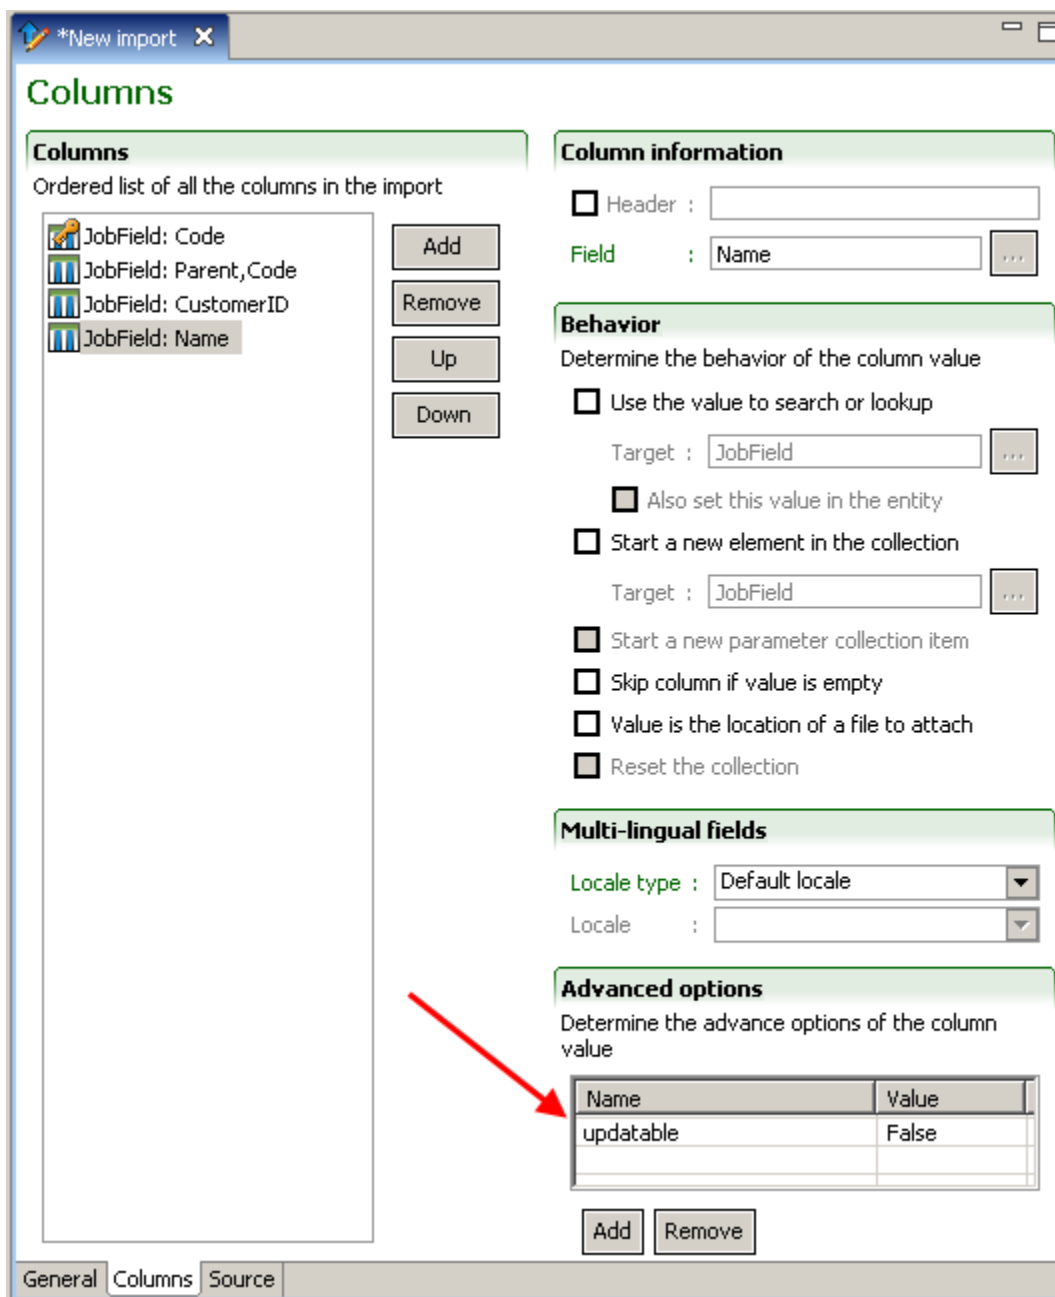 *New import
Columns
Columns
Ordered list of all the columns in the import
JobField: Code
JobField: Parent,Code
JobField: CustomerID
JobField: Name
Add
Remove
Up
Down
Column information
Header :
Field : Name ...
Behavior
Determine the behavior of the column value
Use the value to search or lookup
Target : JobField ...
Also set this value in the entity
Start a new element in the collection
Target : JobField ...
Start a new parameter collection item
Skip column if value is empty
Value is the location of a file to attach
Reset the collection
Multi-lingual fields
Locale type : Default locale
Locale :
Advanced options
Determine the advance options of the column
value
Name Value
updatable False
Add Remove
General Columns Source